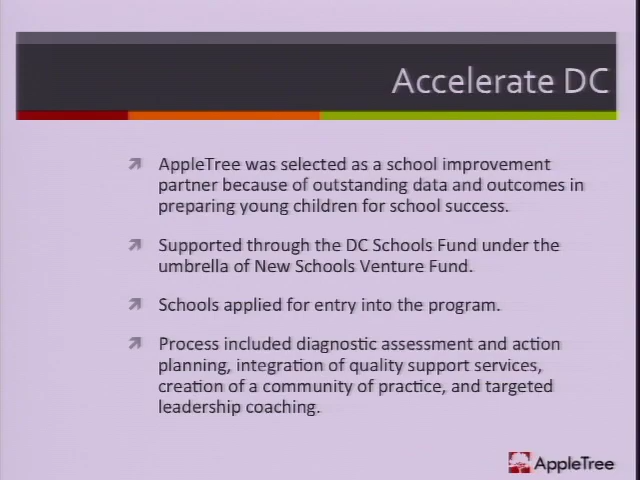 Accelerate DC
AppleTree was selected as a school improvement
partner because of outstanding data and outcomes in
preparing young children for school success.
Supported through the DC Schools Fund under the
umbrella of New Schools Venture Fund.
Schools applied for entry into the program.
Process included diagnostic assessment and action
planning, integration of quality support services,
creation of a community of practice, and targeted
leadership coaching.
AppleTree